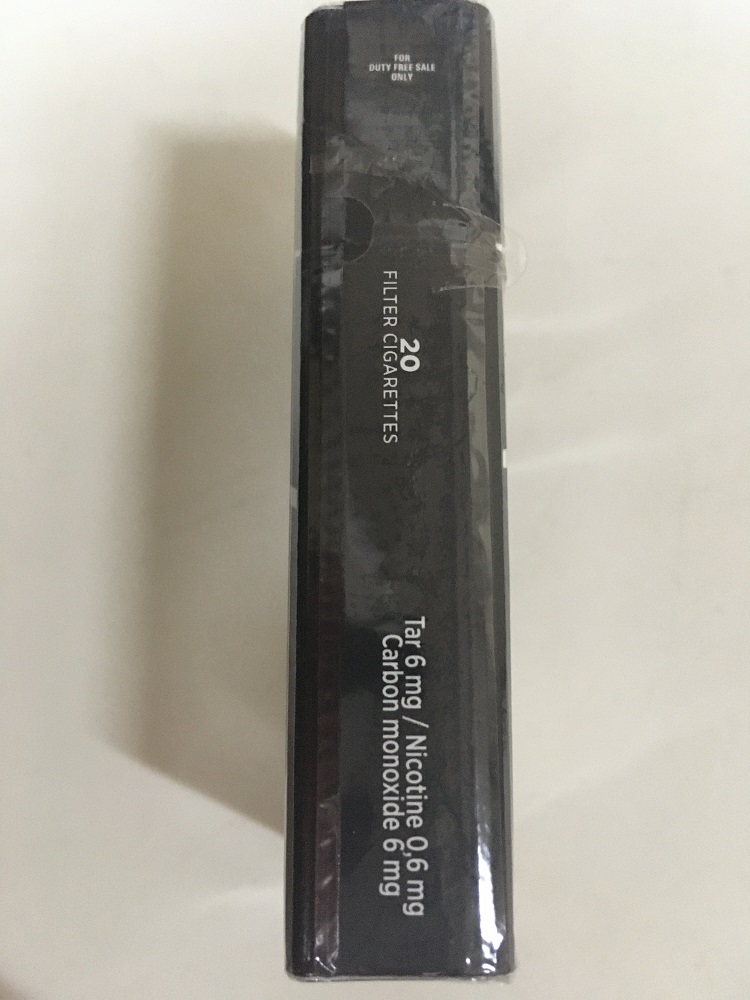 FOR
DUTY FREE SALE
ONLY
20
FILTER CIGARETTES
Tar 6 mg / Nicotine 0,6 mg
Carbon monoxide 6 mg